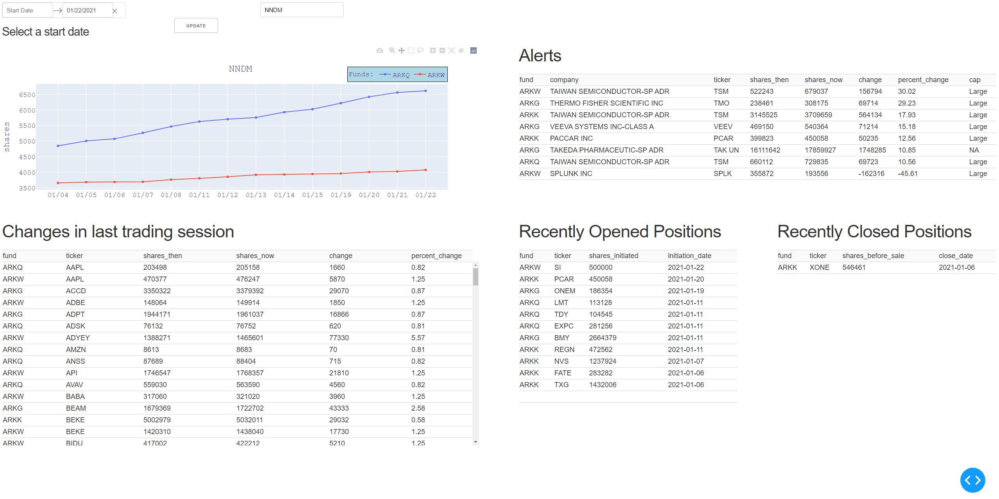 Start Date → 01/22/2021 ×
NNDM
UPDATE
Select a start date
NNDM
Funds: ARKQ ARKW
shares
6500
6000
5500
5000
4500
4000
3500
01/04 01/05 01/06 01/07 01/08 01/11 01/12 01/13 01/14 01/15 01/19 01/20 01/21 01/22
Alerts
fund company ticker shares_then shares_now change percent_change cap
ARKW TAIWAN SEMICONDUCTOR-SP ADR TSM 522243 679037 156794 30.02 Large
ARKG THERMO FISHER SCIENTIFIC INC TMO 238461 308175 69714 29.23 Large
ARKK TAIWAN SEMICONDUCTOR-SP ADR TSM 3145525 3709659 564134 17.93 Large
ARKG VEEVA SYSTEMS INC-CLASS A VEEV 469150 540364 71214 15.18 Large
ARKK PACCAR INC PCAR 399823 450058 50235 12.56 Large
ARKG TAKEDA PHARMACEUTIC-SP ADR TAK UN 16111642 17859927 1748285 10.85 NA
ARKQ TAIWAN SEMICONDUCTOR-SP ADR TSM 660112 729835 69723 10.56 Large
ARKW SPLUNK INC SPLK 355872 193556 -162316 -45.61 Large
Changes in last trading session
fund ticker shares_then shares_now change percent_change
ARKQ AAPL 203498 205158 1660 0.82
ARKW AAPL 470377 476247 5870 1.25
ARKG ACCD 3350322 3379392 29070 0.87
ARKW ADBE 148064 149914 1850 1.25
ARKG ADPT 1944171 1961037 16866 0.87
ARKQ ADSK 76132 76752 620 0.81
ARKW ADYEY 1388271 1465601 77330 5.57
ARKQ AMZN 8613 8683 70 0.81
ARKQ ANSS 87689 88404 715 0.82
ARKW API 1746547 1768357 21810 1.25
ARKQ AVAV 559030 563590 4560 0.82
ARKW BABA 317060 321020 3960 1.25
ARKG BEAM 1679369 1722702 43333 2.58
ARKK BEKE 5002979 5032011 29032 0.58
ARKW BEKE 1420310 1438040 17730 1.25
ARKW BIDU 417002 422212 5210 1.25
Recently Opened Positions
fund ticker shares_initiated initiation_date
ARKW SI 500000 2021-01-22
ARKK PCAR 450058 2021-01-20
ARKG ONEM 186354 2021-01-19
ARKQ LMT 113128 2021-01-11
ARKQ TDY 104545 2021-01-11
ARKQ EXPC 281256 2021-01-11
ARKG BMY 2664379 2021-01-11
ARKK REGN 472562 2021-01-11
ARKK NVS 1237924 2021-01-07
ARKK FATE 283282 2021-01-06
ARKK TXG 1432006 2021-01-06
Recently Closed Positions
fund ticker shares_before_sale close_date
ARKK XONE 546461 2021-01-06